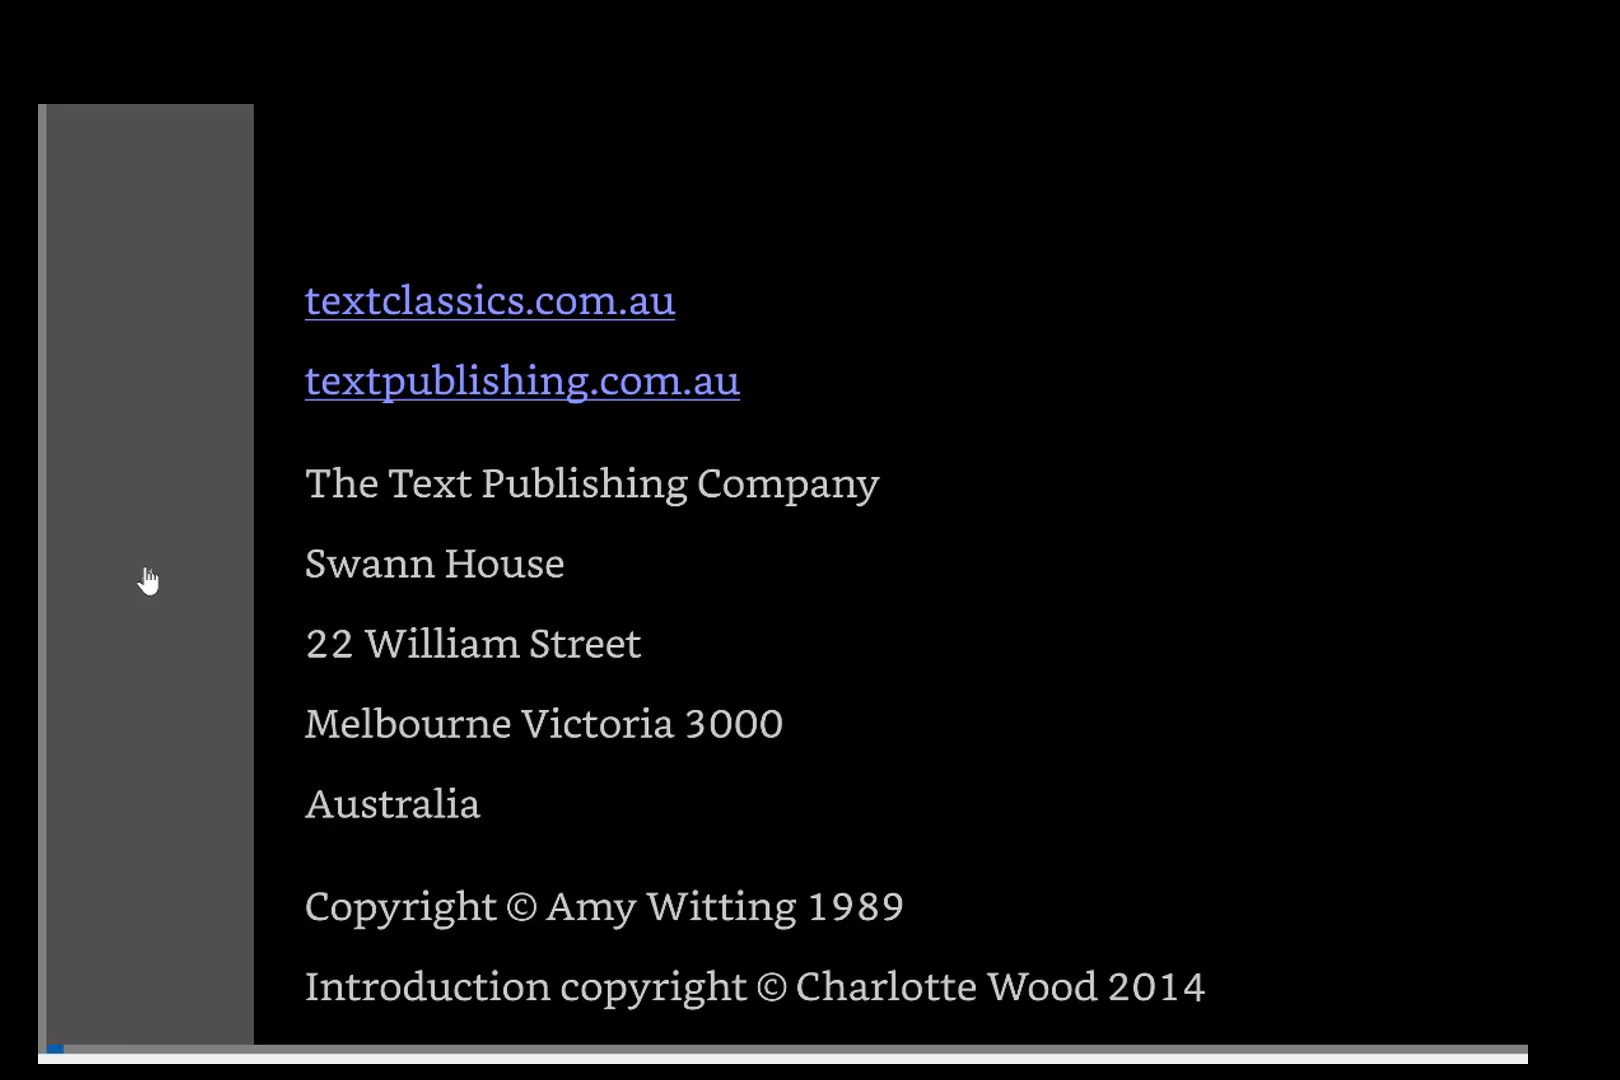 textclassics.com.au
textpublishing.com.au
The Text Publishing Company
Swann House
22 William Street
Melbourne Victoria 3000
Australia
Copyright © Amy Witting 1989
Introduction copyright © Charlotte Wood 2014